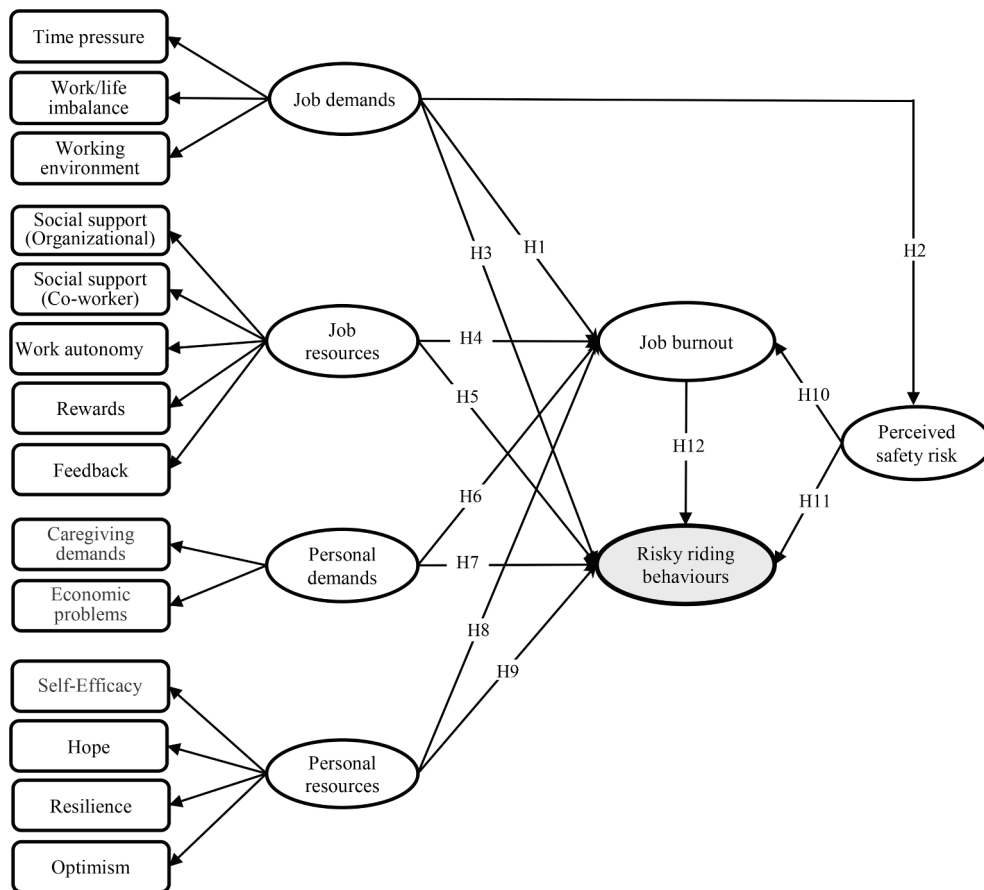 Time pressure
Work/life
imbalance
Working
environment
Social support
(Organizational)
Social support
(Co-worker)
Work autonomy
Rewards
Feedback
Caregiving
demands
Economic
problems
Self-Efficacy
Hope
Resilience
Optimism
Job demands
Job
resources
Personal
demands
Personal
resources
H3
H1
H2
H4
H5
H6
H7
H8
H9
Job burnout
H10
H12
H11
Perceived
safety risk
Risky riding
behaviours